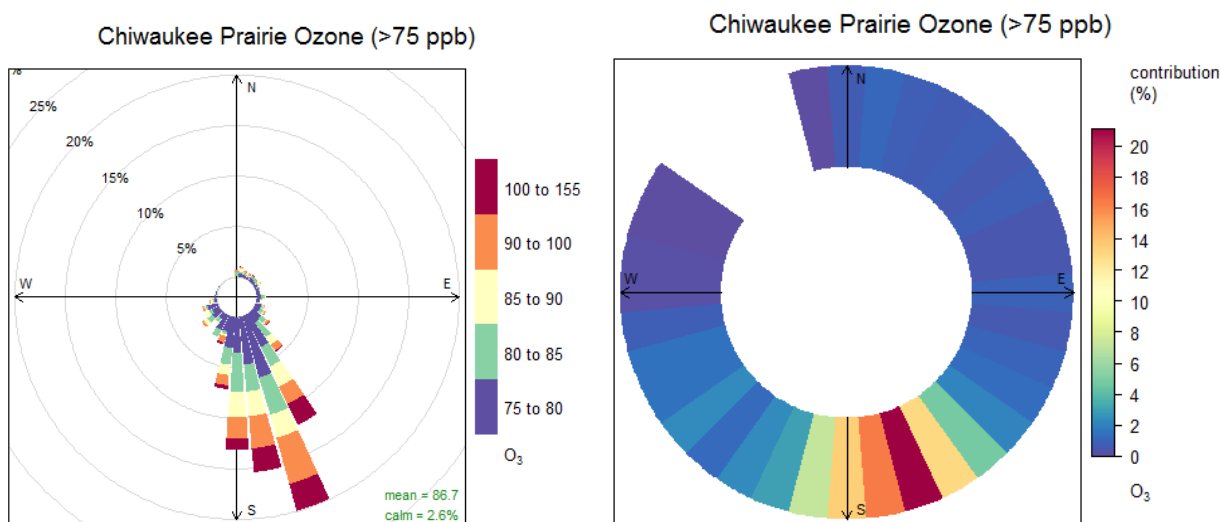 Chiwaukee Prairie Ozone (>75 ppb)
%
25%
20%
15%
10%
5%
N
W
E
S
mean = 86.7
calm = 2.6%
100 to 155
90 to 100
85 to 90
80 to 85
75 to 80
O₃
Chiwaukee Prairie Ozone (>75 ppb)
N
W
E
S
contribution
(%)
20
18
16
14
12
10
8
6
4
2
0
O₃